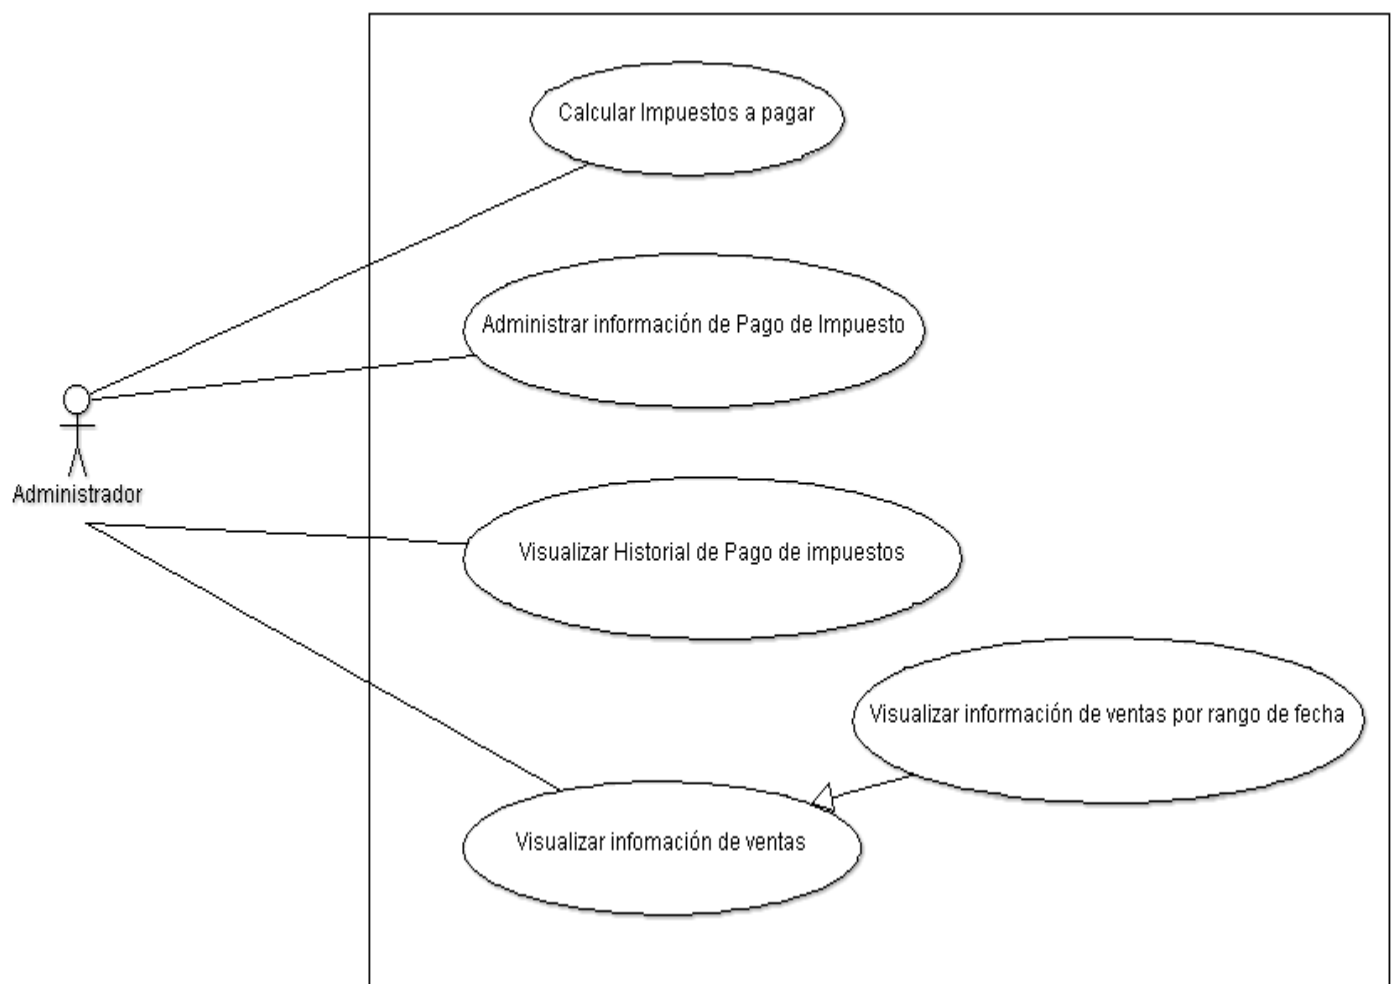 Calcular Impuestos a pagar
Administrar información de Pago de Impuesto
Administrador
Visualizar Historial de Pago de impuestos
Visualizar información de ventas por rango de fecha
Visualizar infomación de ventas